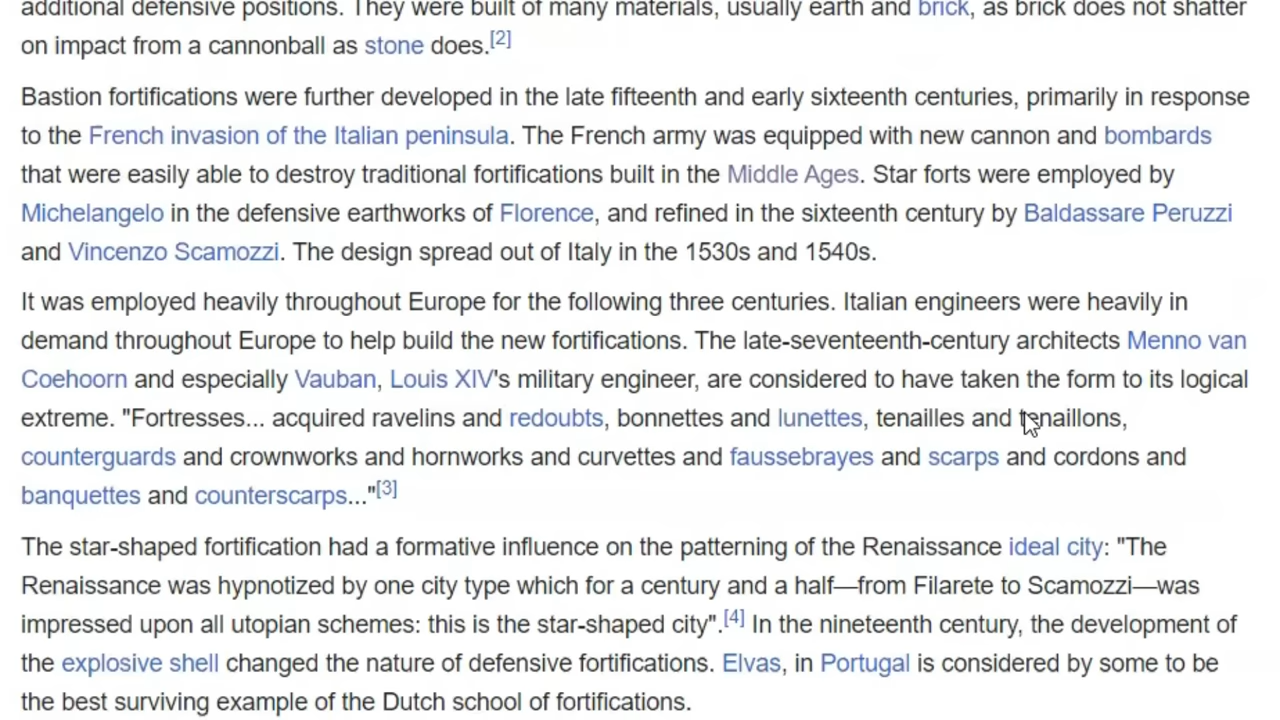 additional defensive positions. They were built of many materials, usually earth and brick, as brick does not shatter
on impact from a cannonball as stone does.[2]
Bastion fortifications were further developed in the late fifteenth and early sixteenth centuries, primarily in response
to the French invasion of the Italian peninsula. The French army was equipped with new cannon and bombards
that were easily able to destroy traditional fortifications built in the Middle Ages. Star forts were employed by
Michelangelo in the defensive earthworks of Florence, and refined in the sixteenth century by Baldassare Peruzzi
and Vincenzo Scamozzi. The design spread out of Italy in the 1530s and 1540s.
It was employed heavily throughout Europe for the following three centuries. Italian engineers were heavily in
demand throughout Europe to help build the new fortifications. The late-seventeenth-century architects Menno van
Coehoorn and especially Vauban, Louis XIV's military engineer, are considered to have taken the form to its logical
extreme. "Fortresses... acquired ravelins and redoubts, bonnettes and lunettes, tenailles and tenaillons,
counterguards and crownworks and hornworks and curvettes and faussebrayes and scarps and cordons and
banquettes and counterscarps..."[3]
The star-shaped fortification had a formative influence on the patterning of the Renaissance ideal city: "The
Renaissance was hypnotized by one city type which for a century and a half—from Filarete to Scamozzi—was
impressed upon all utopian schemes: this is the star-shaped city".[4] In the nineteenth century, the development of
the explosive shell changed the nature of defensive fortifications. Elvas, in Portugal is considered by some to be
the best surviving example of the Dutch school of fortifications.